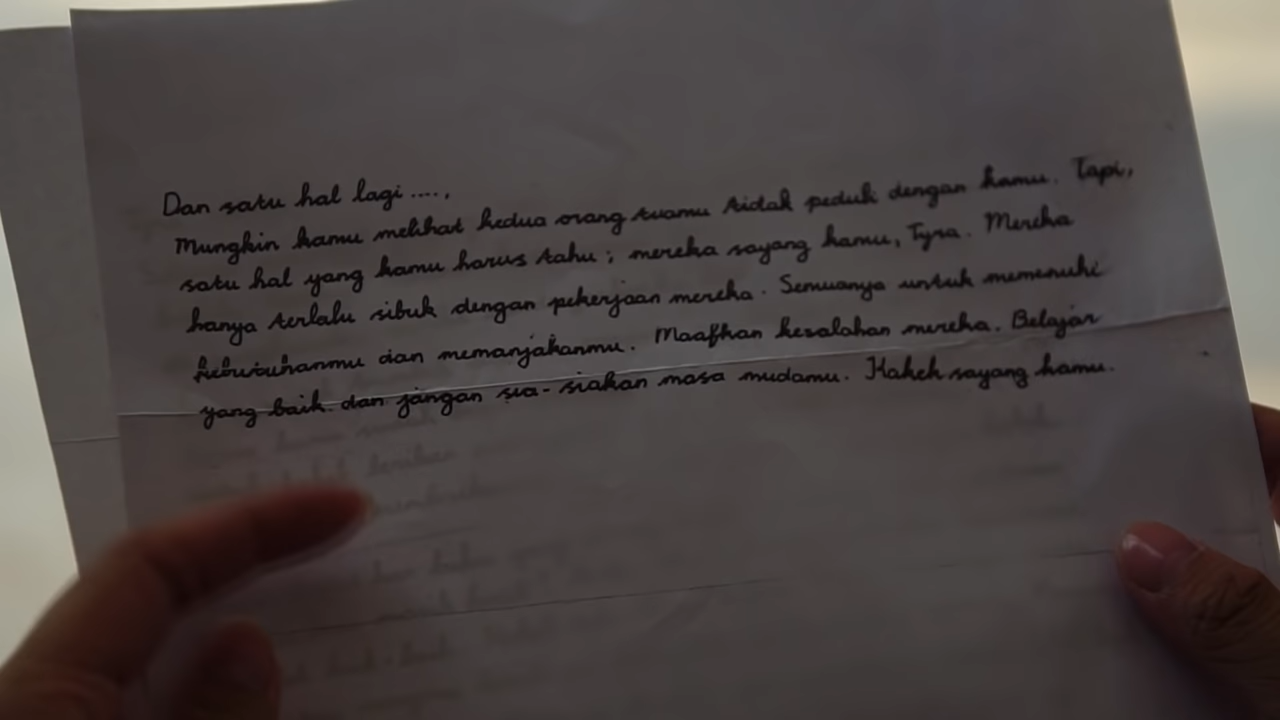 Dan satu hal lagi ....,
Mungkin kamu melihat kedua orang tuamu tidak peduli dengan kamu. Tapi,
satu hal yang kamu harus tahu ; mereka sayang kamu, Tyra. Mereka
hanya terlalu sibuk dengan pekerjaan mereka. Semuanya untuk memenuhi
kebutuhanmu dan memanjakanmu. Maafkan kesalahan mereka. Belajar
yang baik dan jangan sia-siakan masa mudamu. Kakek sayang kamu.